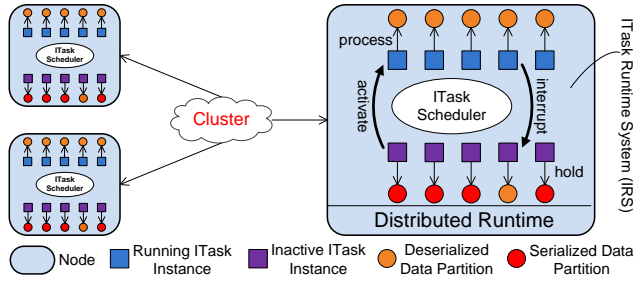 ITask
Scheduler
ITask
Scheduler
Cluster
process
activate
ITask
Scheduler
interrupt
hold
Distributed Runtime
ITask Runtime System (IRS)
Node
Running ITask
Instance
Inactive ITask
Instance
Deserialized
Data Partition
Serialized Data
Partition